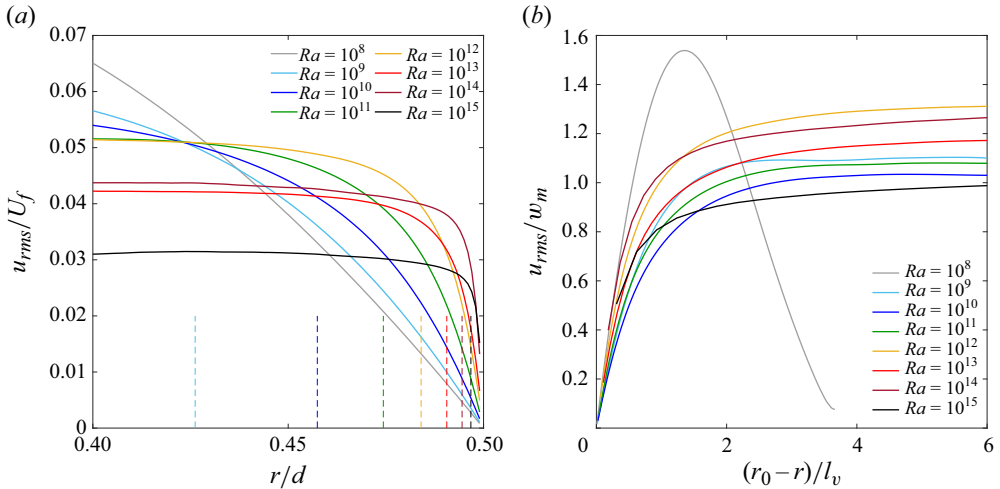 (a)
0.07
0.06
0.05
0.04
0.03
0.02
0.01
0
u_rms/U_f
Ra = 10^8
Ra = 10^9
Ra = 10^10
Ra = 10^11
Ra = 10^12
Ra = 10^13
Ra = 10^14
Ra = 10^15
0.40
0.45
0.50
r/d
(b)
1.6
1.4
1.2
1.0
0.8
0.6
0.4
0.2
u_rms/w_m
Ra = 10^8
Ra = 10^9
Ra = 10^10
Ra = 10^11
Ra = 10^12
Ra = 10^13
Ra = 10^14
Ra = 10^15
0
2
4
6
(r_0 – r)/l_v